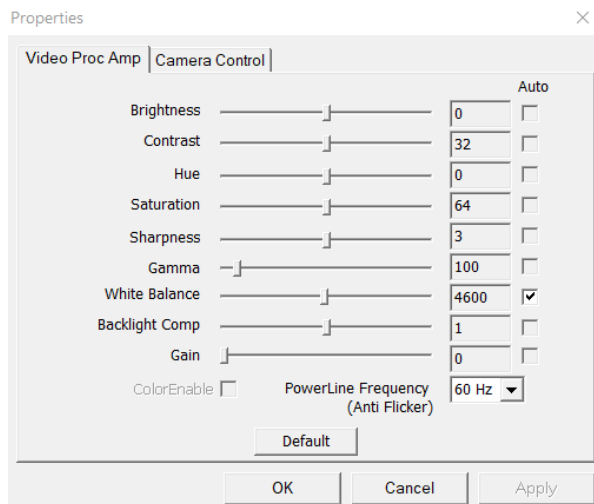 Properties
Video Proc Amp Camera Control
Auto
Brightness 0
Contrast 32
Hue 0
Saturation 64
Sharpness 3
Gamma 100
White Balance 4600
Backlight Comp 1
Gain 0
ColorEnable PowerLine Frequency 60 Hz
(Anti Flicker)
Default
OK Cancel Apply